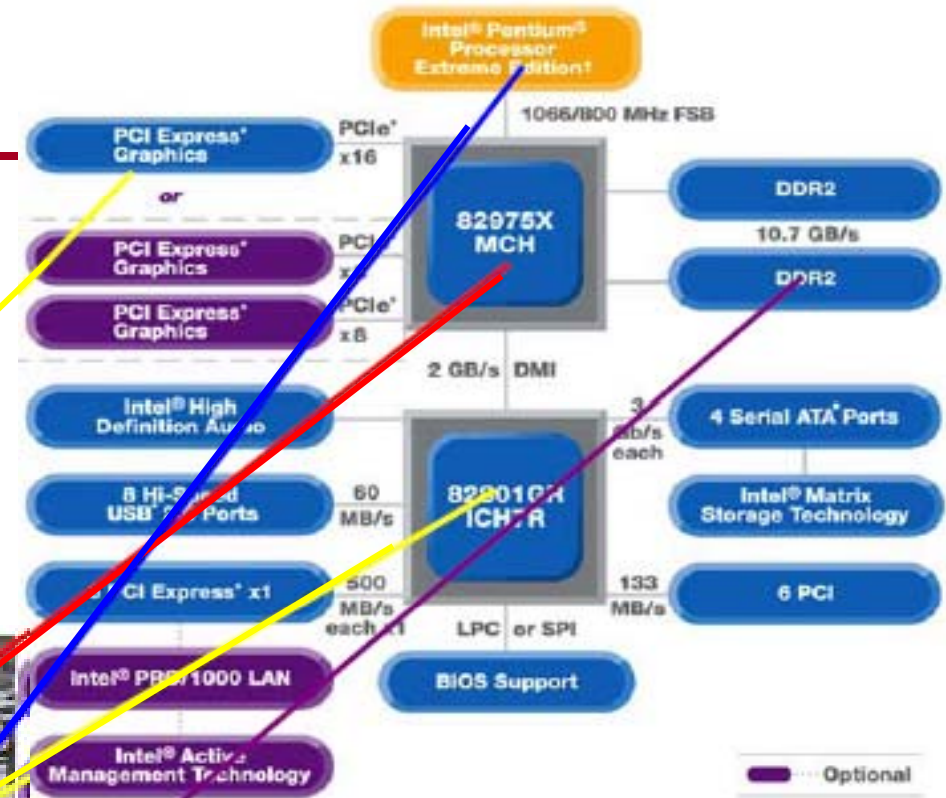 Intel® Pentium®
Processor
Extreme Edition†
1066/800 MHz FSB
PCI Express*
Graphics
PCIe*
x16
or
PCI Express*
Graphics
PCI Express*
Graphics
PCIe*
x8
82975X
MCH
DDR2
10.7 GB/s
DDR2
2 GB/s DMI
Intel® High
Definition Audio
8 Hi-Speed
USB Ports
60
MB/s
PCI Express* x1
500
MB/s
each x1
82801GR
ICH7R
3
Gb/s
each
4 Serial ATA* Ports
Intel® Matrix
Storage Technology
133
MB/s
6 PCI
LPC or SPI
BIOS Support
Intel® PRO/1000 LAN
Intel® Active
Management Technology
Optional